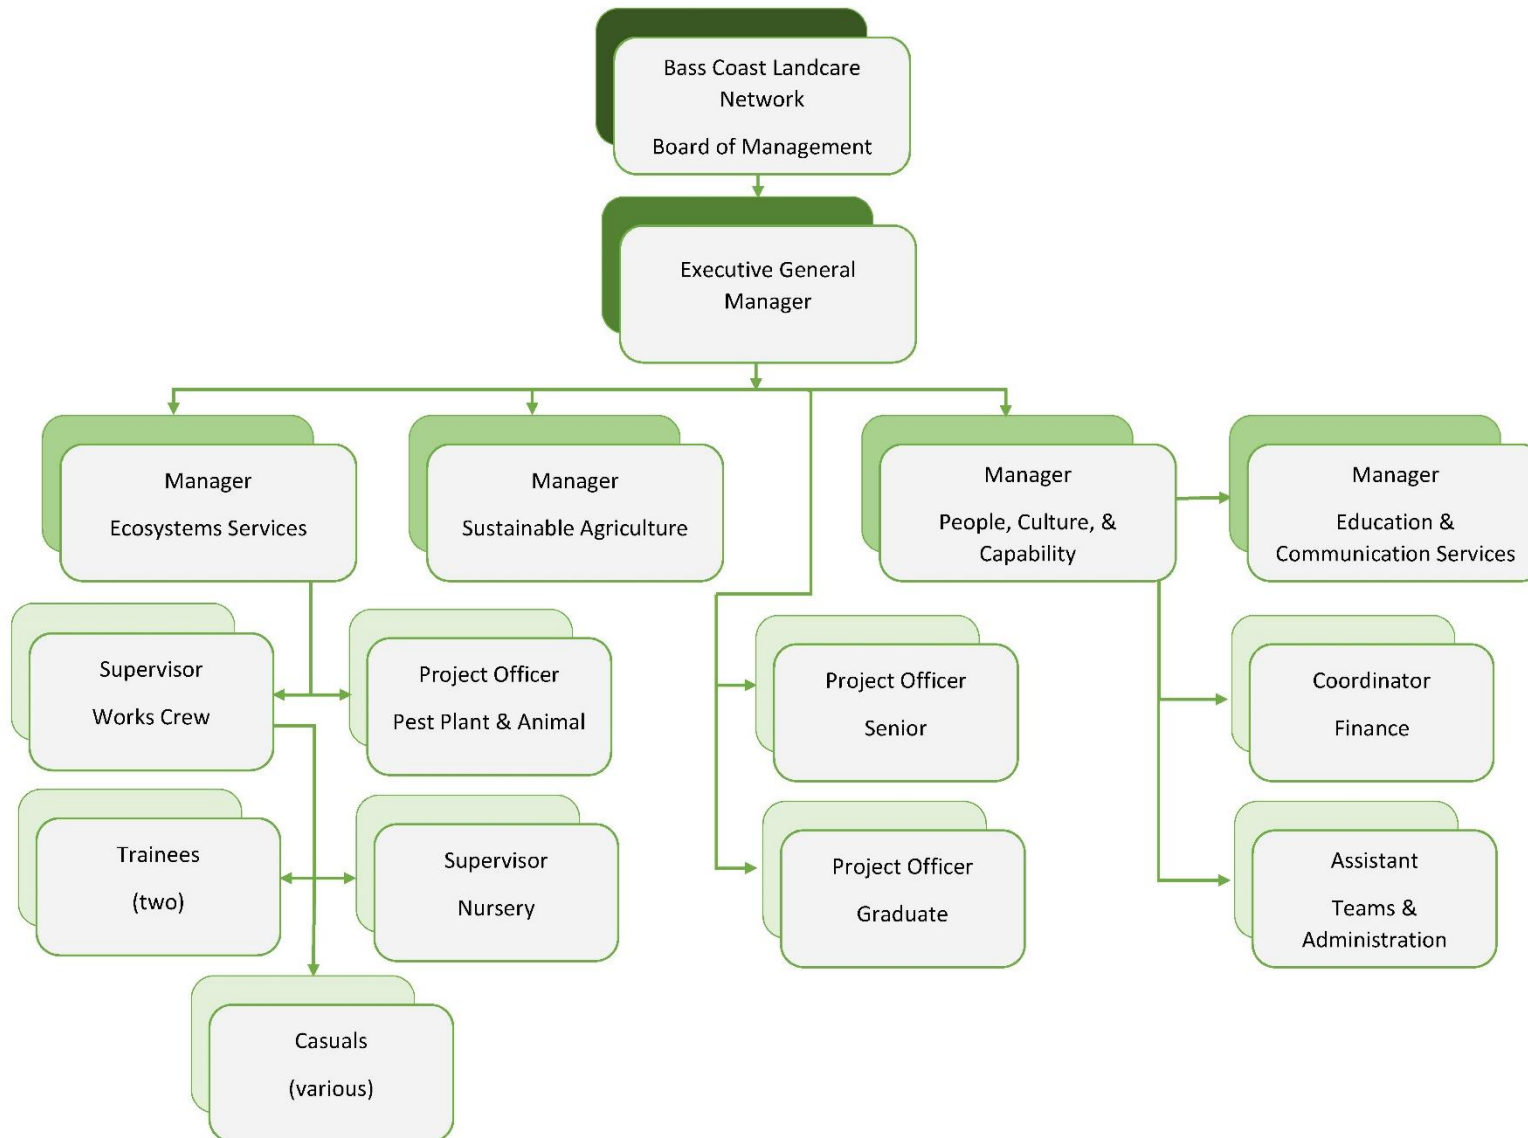 Bass Coast Landcare
Network
Board of Management
Executive General
Manager
Manager
Ecosystems Services
Manager
Sustainable Agriculture
Manager
People, Culture, &
Capability
Manager
Education &
Communication Services
Supervisor
Works Crew
Project Officer
Pest Plant & Animal
Project Officer
Senior
Coordinator
Finance
Trainees
(two)
Supervisor
Nursery
Project Officer
Graduate
Assistant
Teams &
Administration
Casuals
(various)